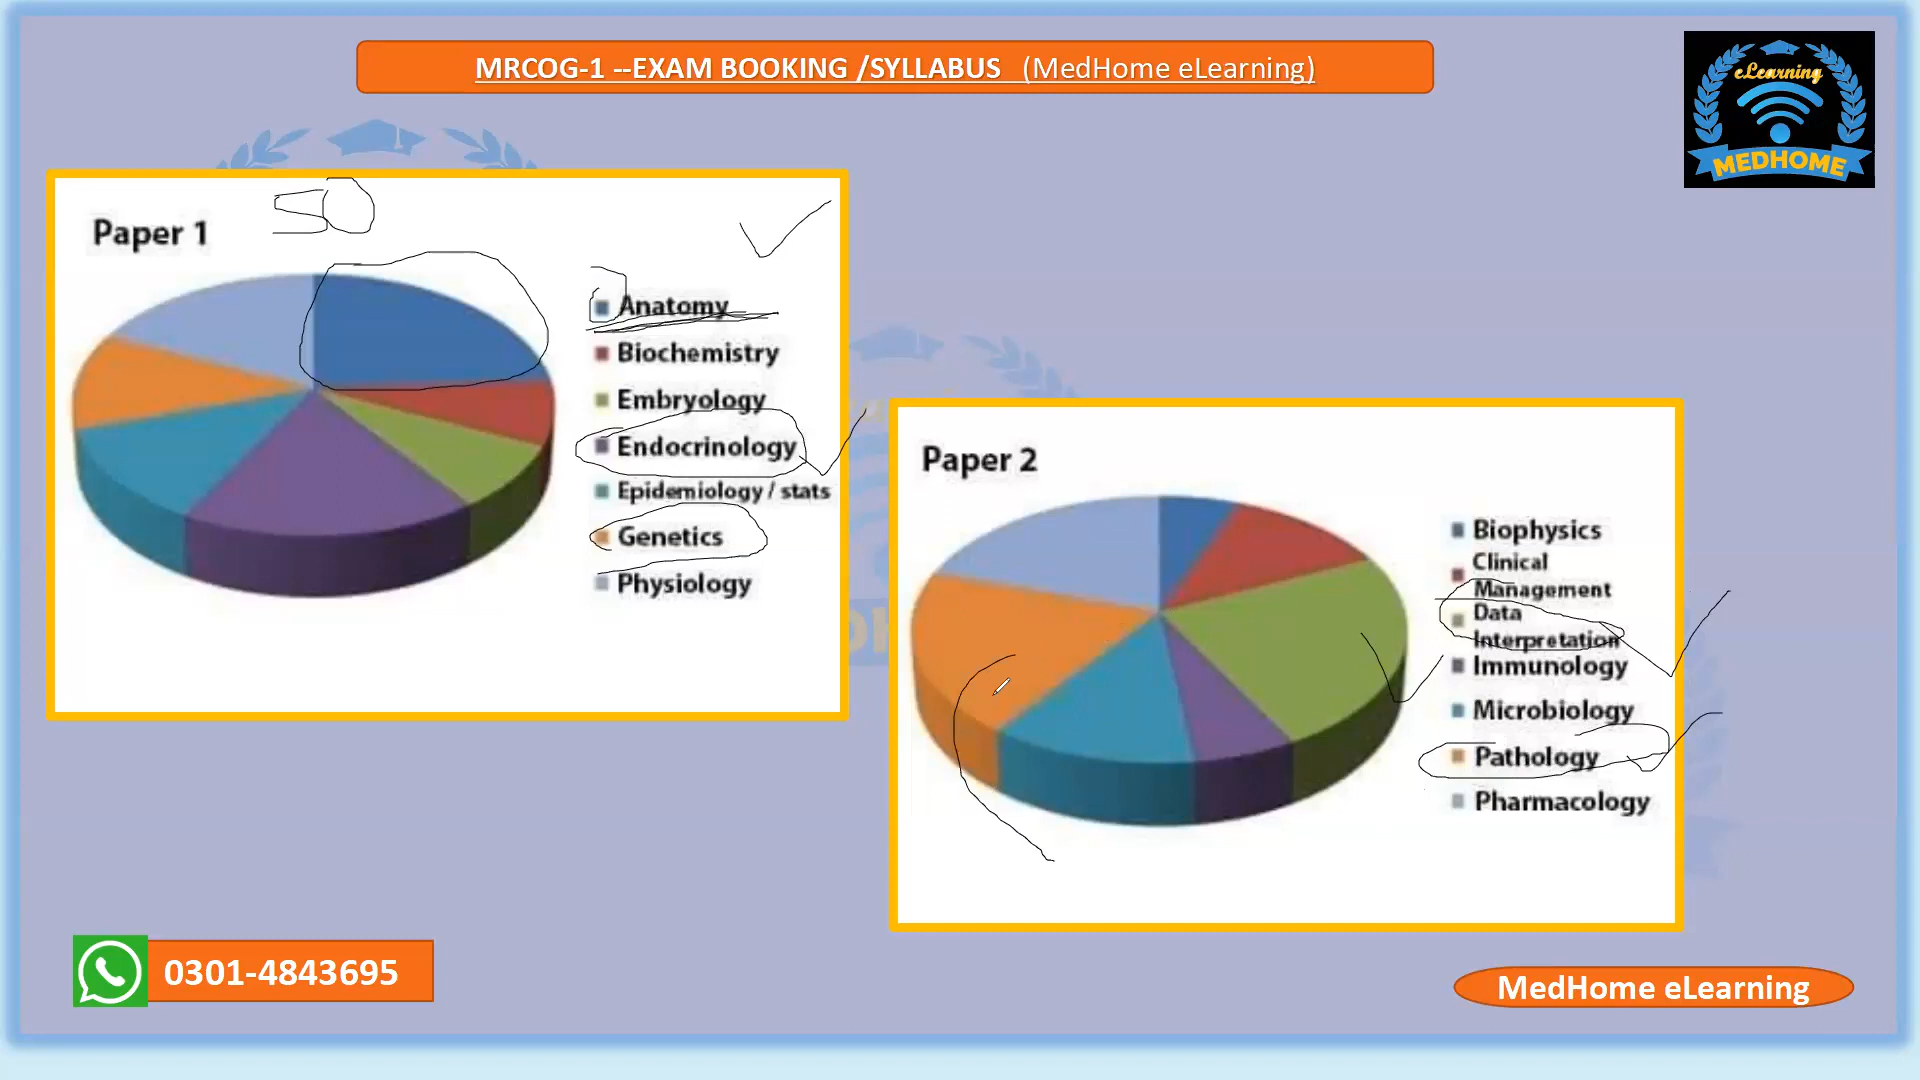 MRCOG-1 --EXAM BOOKING /SYLLABUS (MedHome eLearning)
eLearning
MEDHOME
Paper 1
Anatomy
Biochemistry
Embryology
Endocrinology
Epidemiology / stats
Genetics
Physiology
Paper 2
Biophysics
Clinical
Management
Data
Interpretation
Immunology
Microbiology
Pathology
Pharmacology
0301-4843695
MedHome eLearning